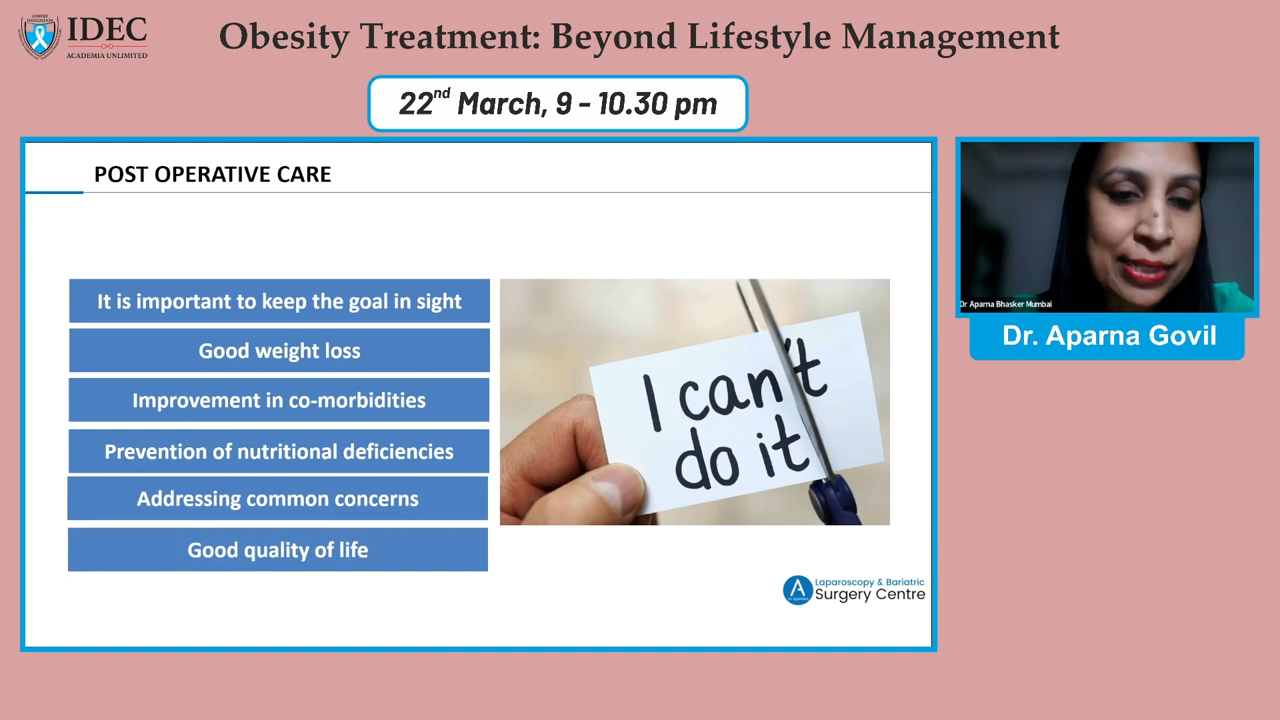 IDEC
ACADEMIA UNLIMITED
Obesity Treatment: Beyond Lifestyle Management
22nd March, 9 - 10.30 pm
POST OPERATIVE CARE
It is important to keep the goal in sight
Good weight loss
Improvement in co-morbidities
Prevention of nutritional deficiencies
Addressing common concerns
Good quality of life
I can't
do it
A
Laparoscopy & Bariatric
Surgery Centre
Dr Aparna Bhasker Mumbai
Dr. Aparna Govil